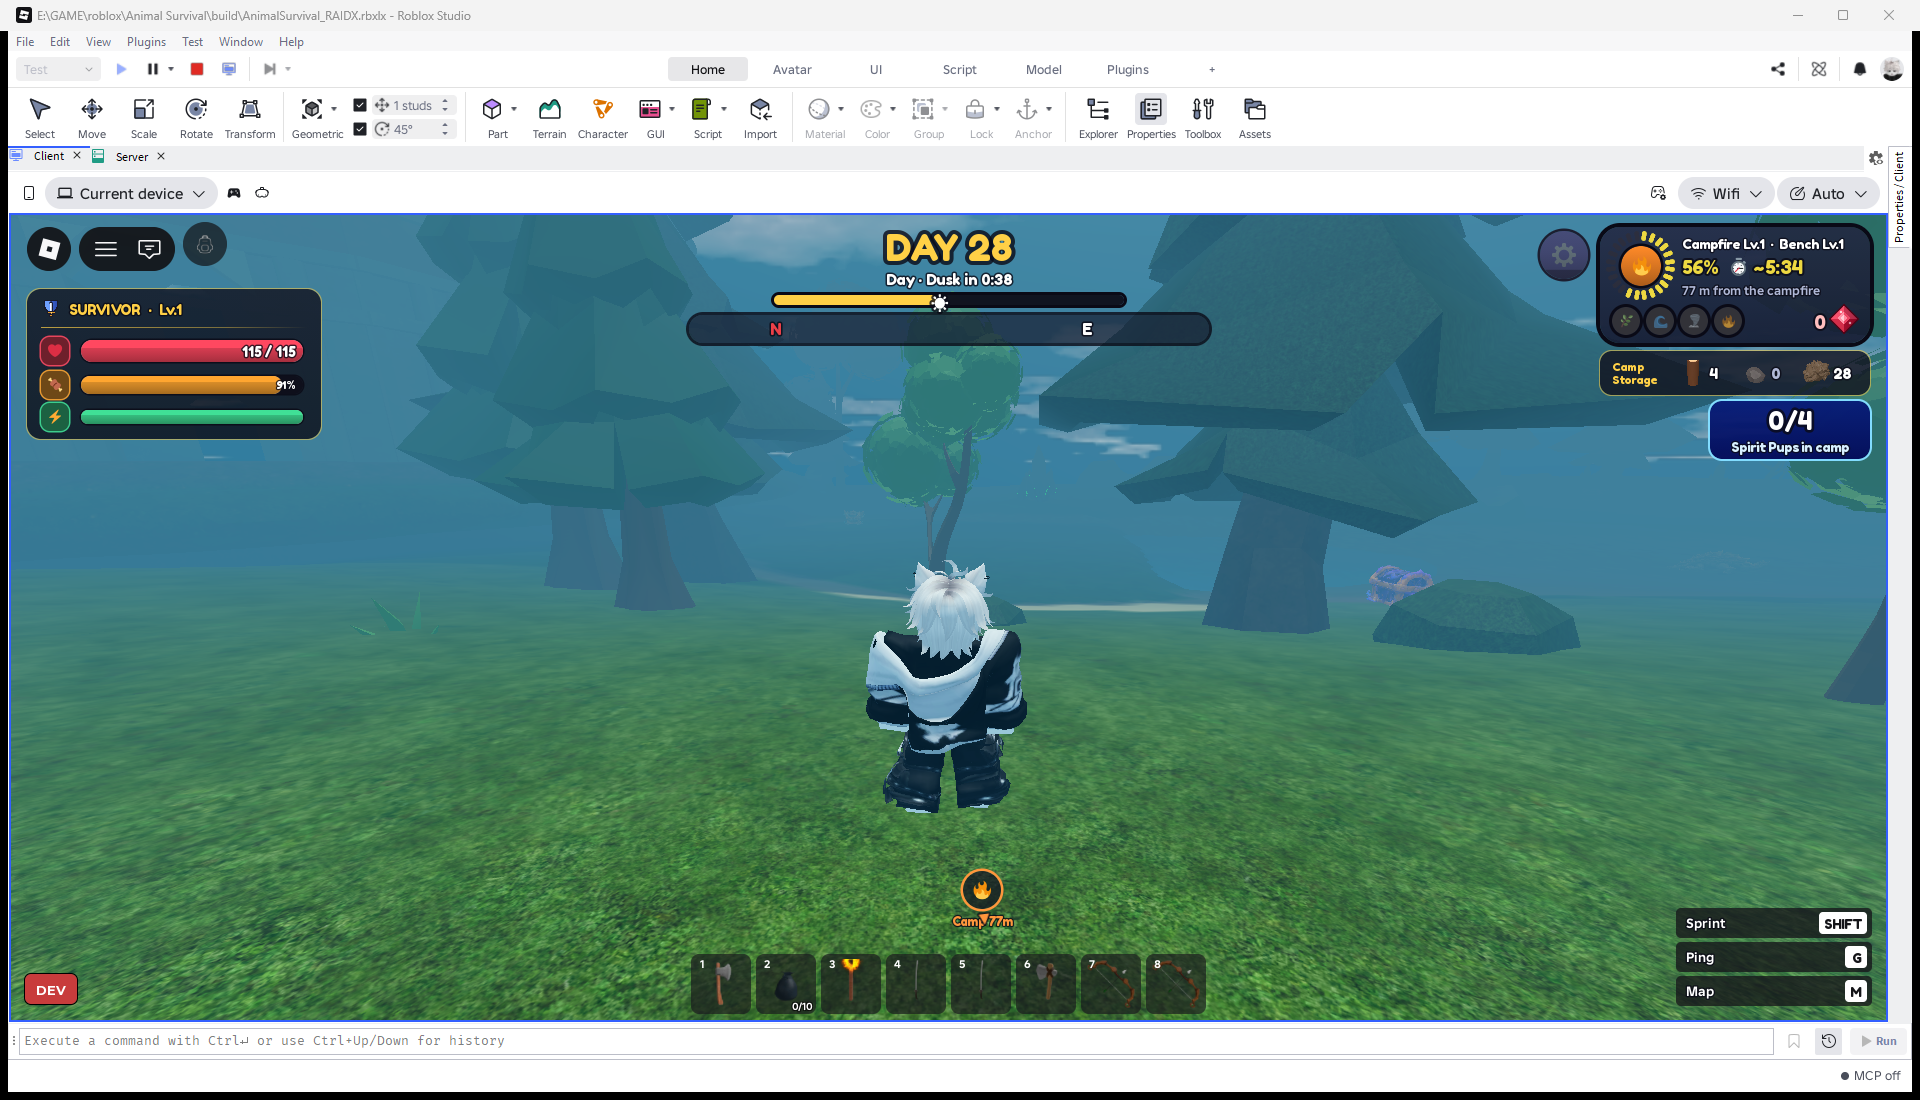 E:\GAME\roblox\Animal Survival\build\AnimalSurvival_RAIDX.rbxlx - Roblox Studio
File Edit View Plugins Test Window Help
Test
Home Avatar UI Script Model Plugins +
1 studs
45°
Select Move Scale Rotate Transform Geometric Part Terrain Character GUI Script Import Material Color Group Lock Anchor Explorer Properties Toolbox Assets
Client Server
Properties / Client
Current device
Wifi Auto
DAY 28
Day · Dusk in 0:38
N E
SURVIVOR · Lv.1
115 / 115
91%
Campfire Lv.1 · Bench Lv.1
56% ~5:34
77 m from the campfire
0
Camp Storage
4 0 28
0/4
Spirit Pups in camp
Camp 77m
1 2 3 4 5 6 7 8
0/10
DEV
Sprint SHIFT
Ping G
Map M
Execute a command with Ctrl↵ or use Ctrl+Up/Down for history
Run
MCP off